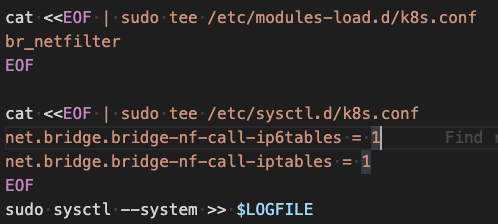 cat <<EOF | sudo tee /etc/modules-load.d/k8s.conf
br_netfilter
EOF
cat <<EOF | sudo tee /etc/sysctl.d/k8s.conf
net.bridge.bridge-nf-call-ip6tables = 1 Find
net.bridge.bridge-nf-call-iptables = 1
EOF
sudo sysctl --system >> $LOGFILE